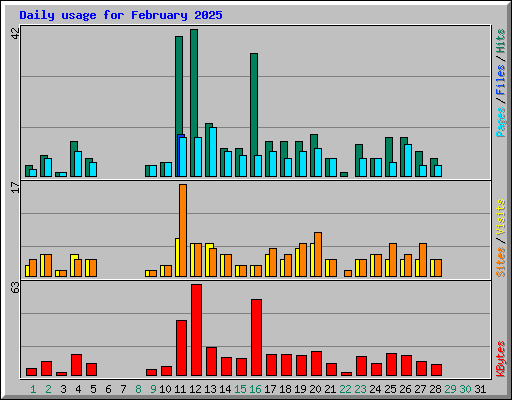 Daily usage for February 2025
42
Pages / Files / Hits
17
Sites / Visits
63
KBytes
1 2 3 4 5 6 7 8 9 10 11 12 13 14 15 16 17 18 19 20 21 22 23 24 25 26 27 28 29 30 31